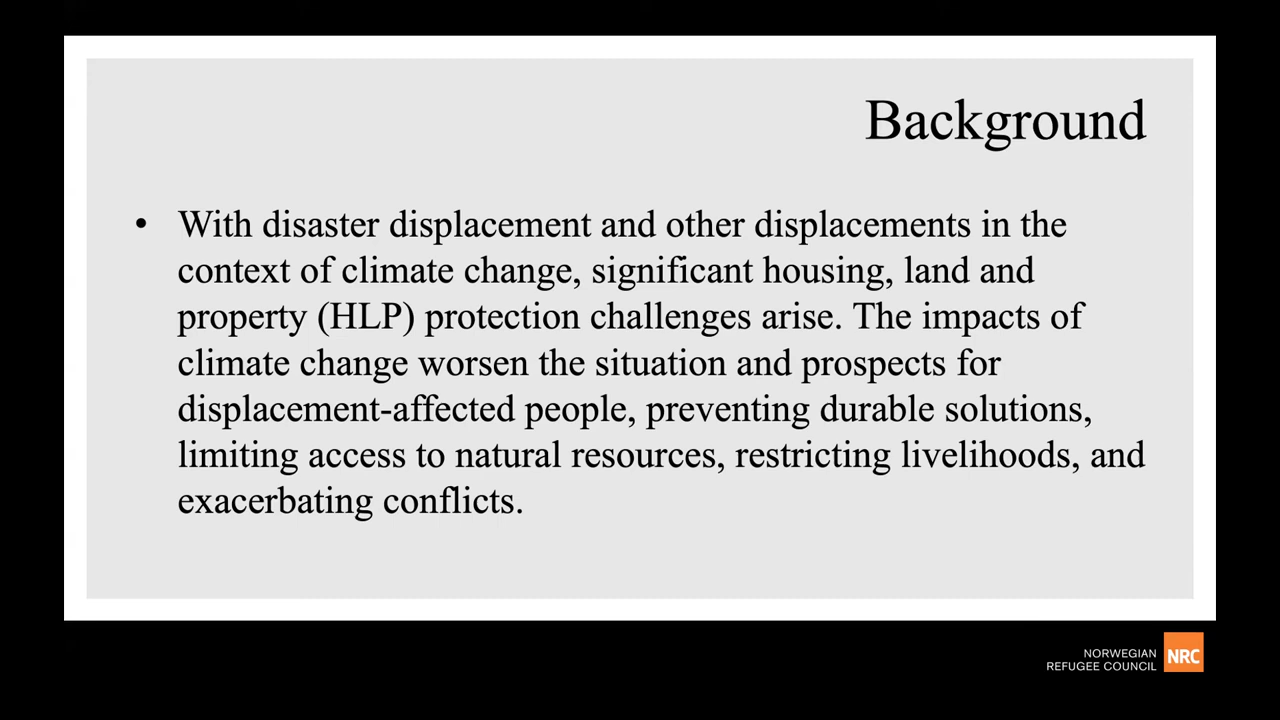 Background
• With disaster displacement and other displacements in the
context of climate change, significant housing, land and
property (HLP) protection challenges arise. The impacts of
climate change worsen the situation and prospects for
displacement-affected people, preventing durable solutions,
limiting access to natural resources, restricting livelihoods, and
exacerbating conflicts.
NORWEGIAN
REFUGEE COUNCIL
NRC